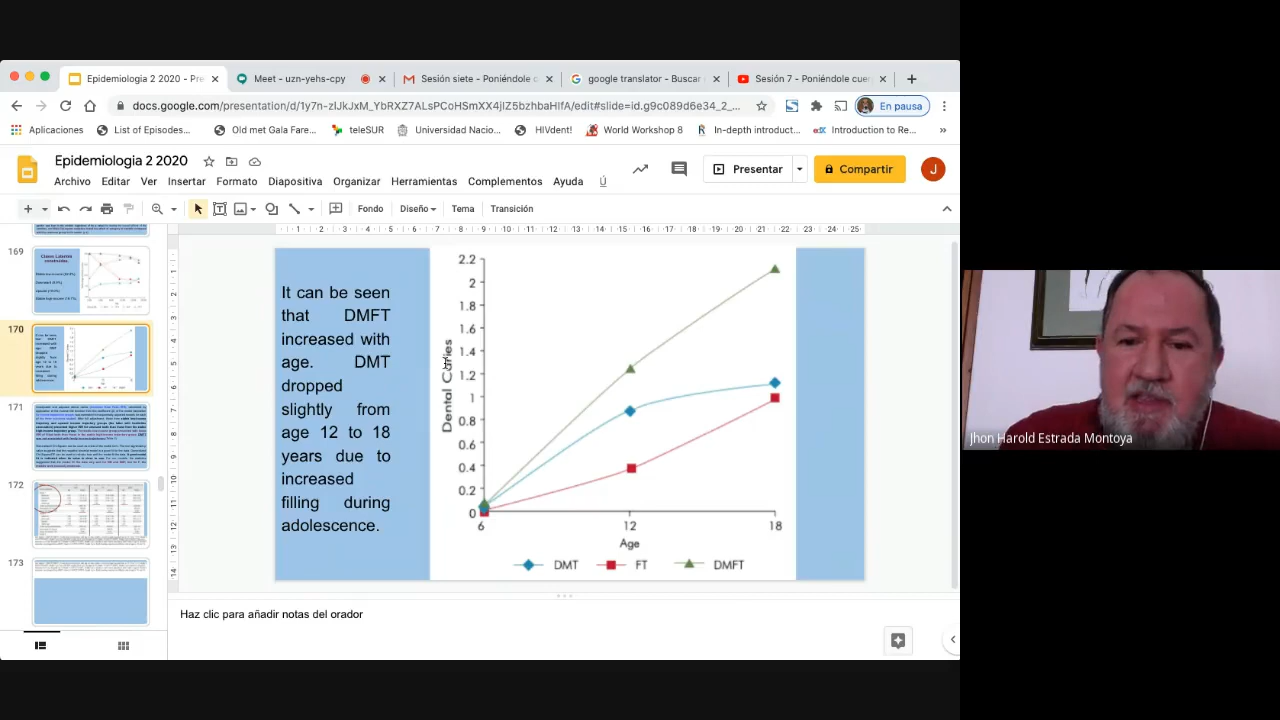 Epidemiologia 2 2020 - Pre
Meet - uzn-yehs-cpy
Sesión siete - Poniéndole c
google translator - Buscar
Sesión 7 - Poniéndole cuer
docs.google.com/presentation/d/1y7n-zIJkJxM_YbRXZ7ALsPCoHSmXX4jIZ5bzhbaHlfA/edit#slide=id.g9c089d6e34_2_...
En pausa
Aplicaciones
List of Episodes...
Old met Gala Fare...
teleSUR
Universidad Nacio...
HIVdent!
World Workshop 8
In-depth introduct...
Introduction to Re...
»
Epidemiologia 2 2020
Presentar
Compartir
J
Archivo Editar Ver Insertar Formato Diapositiva Organizar Herramientas Complementos Ayuda
Fondo Diseño Tema Transición
169
170
171
172
173
It can be seen
that DMFT
increased with
age. DMT
dropped
slightly from
age 12 to 18
years due to
increased
filling during
adolescence.
Dental Caries
2.2
2
1.8
1.6
1.4
1.2
1
0.8
0.6
0.4
0.2
0
6 12 18
Age
DMT FT DMFT
Haz clic para añadir notas del orador
Jhon Harold Estrada Montoya